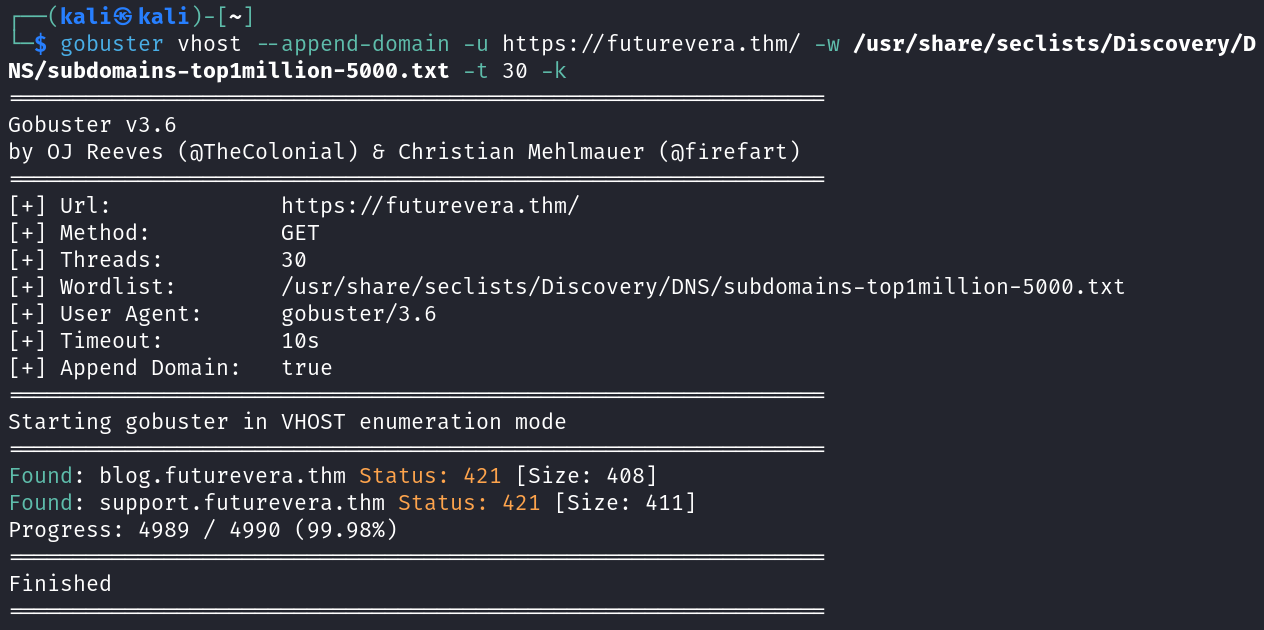 ┌──(kali㉿kali)-[~]
└─$ gobuster vhost --append-domain -u https://futurevera.thm/ -w /usr/share/seclists/Discovery/D
NS/subdomains-top1million-5000.txt -t 30 -k
===============================================================
Gobuster v3.6
by OJ Reeves (@TheColonial) & Christian Mehlmauer (@firefart)
===============================================================
[+] Url:             https://futurevera.thm/
[+] Method:          GET
[+] Threads:         30
[+] Wordlist:        /usr/share/seclists/Discovery/DNS/subdomains-top1million-5000.txt
[+] User Agent:      gobuster/3.6
[+] Timeout:         10s
[+] Append Domain:   true
===============================================================
Starting gobuster in VHOST enumeration mode
===============================================================
Found: blog.futurevera.thm Status: 421 [Size: 408]
Found: support.futurevera.thm Status: 421 [Size: 411]
Progress: 4989 / 4990 (99.98%)
===============================================================
Finished
===============================================================